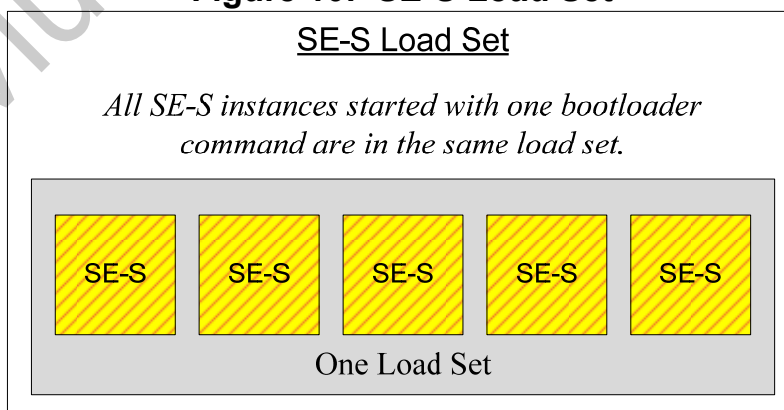 SE-S Load Set
All SE-S instances started with one bootloader
command are in the same load set.
SE-S SE-S SE-S SE-S SE-S
One Load Set